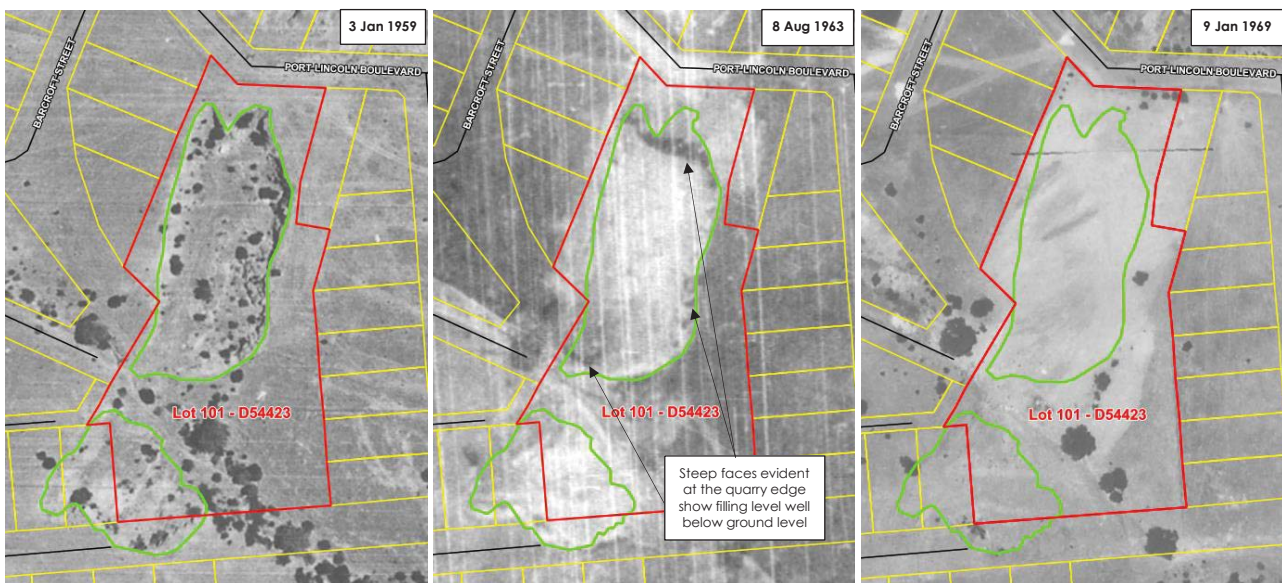 3 Jan 1959
BARCROFT STREET
PORT LINCOLN BOULEVARD
Lot 101 - D54423
8 Aug 1963
BARCROFT STREET
PORT LINCOLN BOULEVARD
Lot 101 - D54423
Steep faces evident
at the quarry edge
show filling level well
below ground level
9 Jan 1969
BARCROFT STREET
PORT LINCOLN BOULEVARD
Lot 101 - D54423